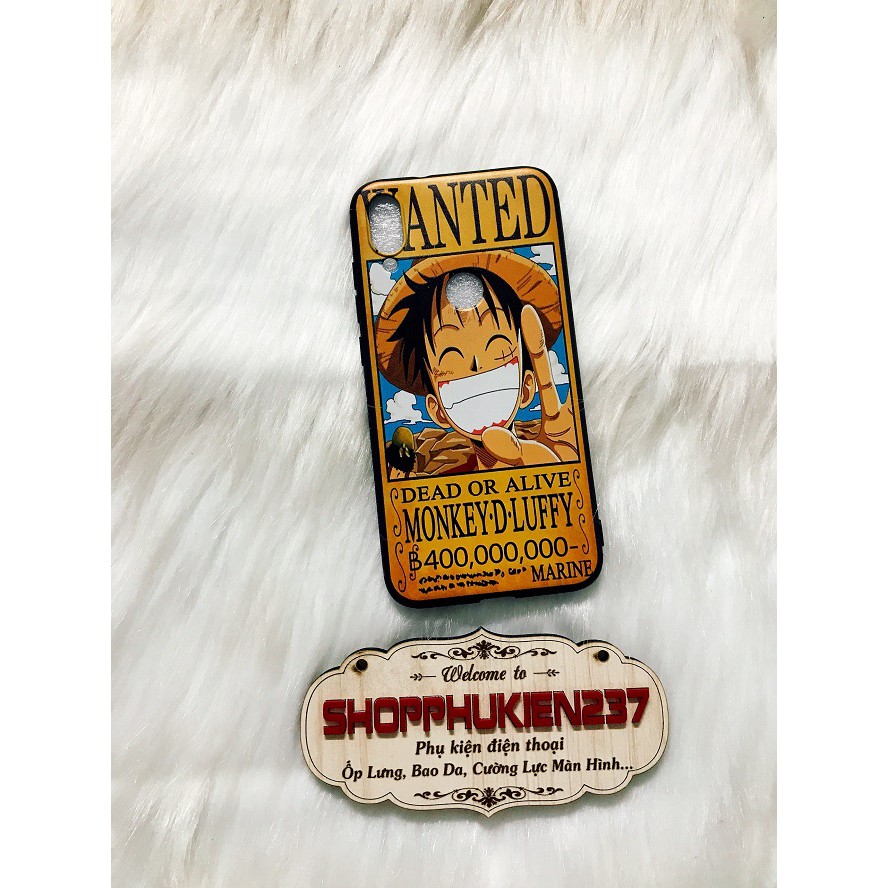 WANTED
DEAD OR ALIVE
MONKEY·D·LUFFY
฿400,000,000-
MARINE
Welcome to
SHOPPHUKIEN237
Phụ kiện điện thoại
Ốp Lưng, Bao Da, Cường Lực Màn Hình...